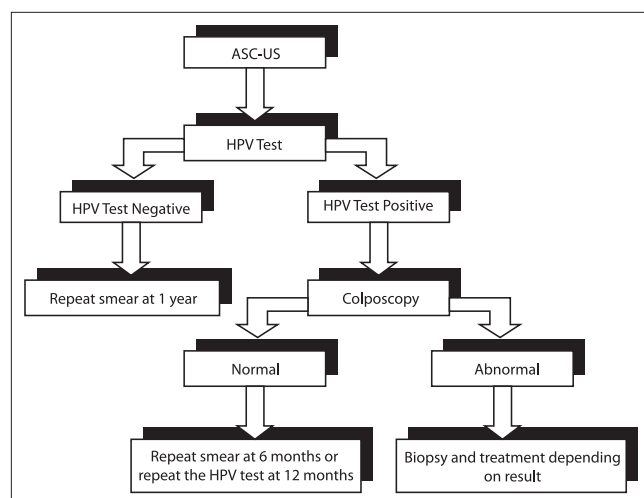 ASC-US
HPV Test
HPV Test Negative
HPV Test Positive
Repeat smear at 1 year
Colposcopy
Normal
Abnormal
Repeat smear at 6 months or
repeat the HPV test at 12 months
Biopsy and treatment depending
on result